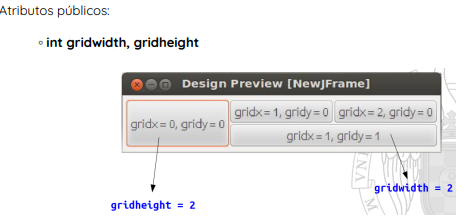 Atributos públicos:
int gridwidth, gridheight
Design Preview [NewJFrame]
gridx= 0, gridy= 0
gridx= 1, gridy= 0
gridx= 2, gridy= 0
gridx= 1, gridy= 1
gridwidth = 2
gridheight = 2